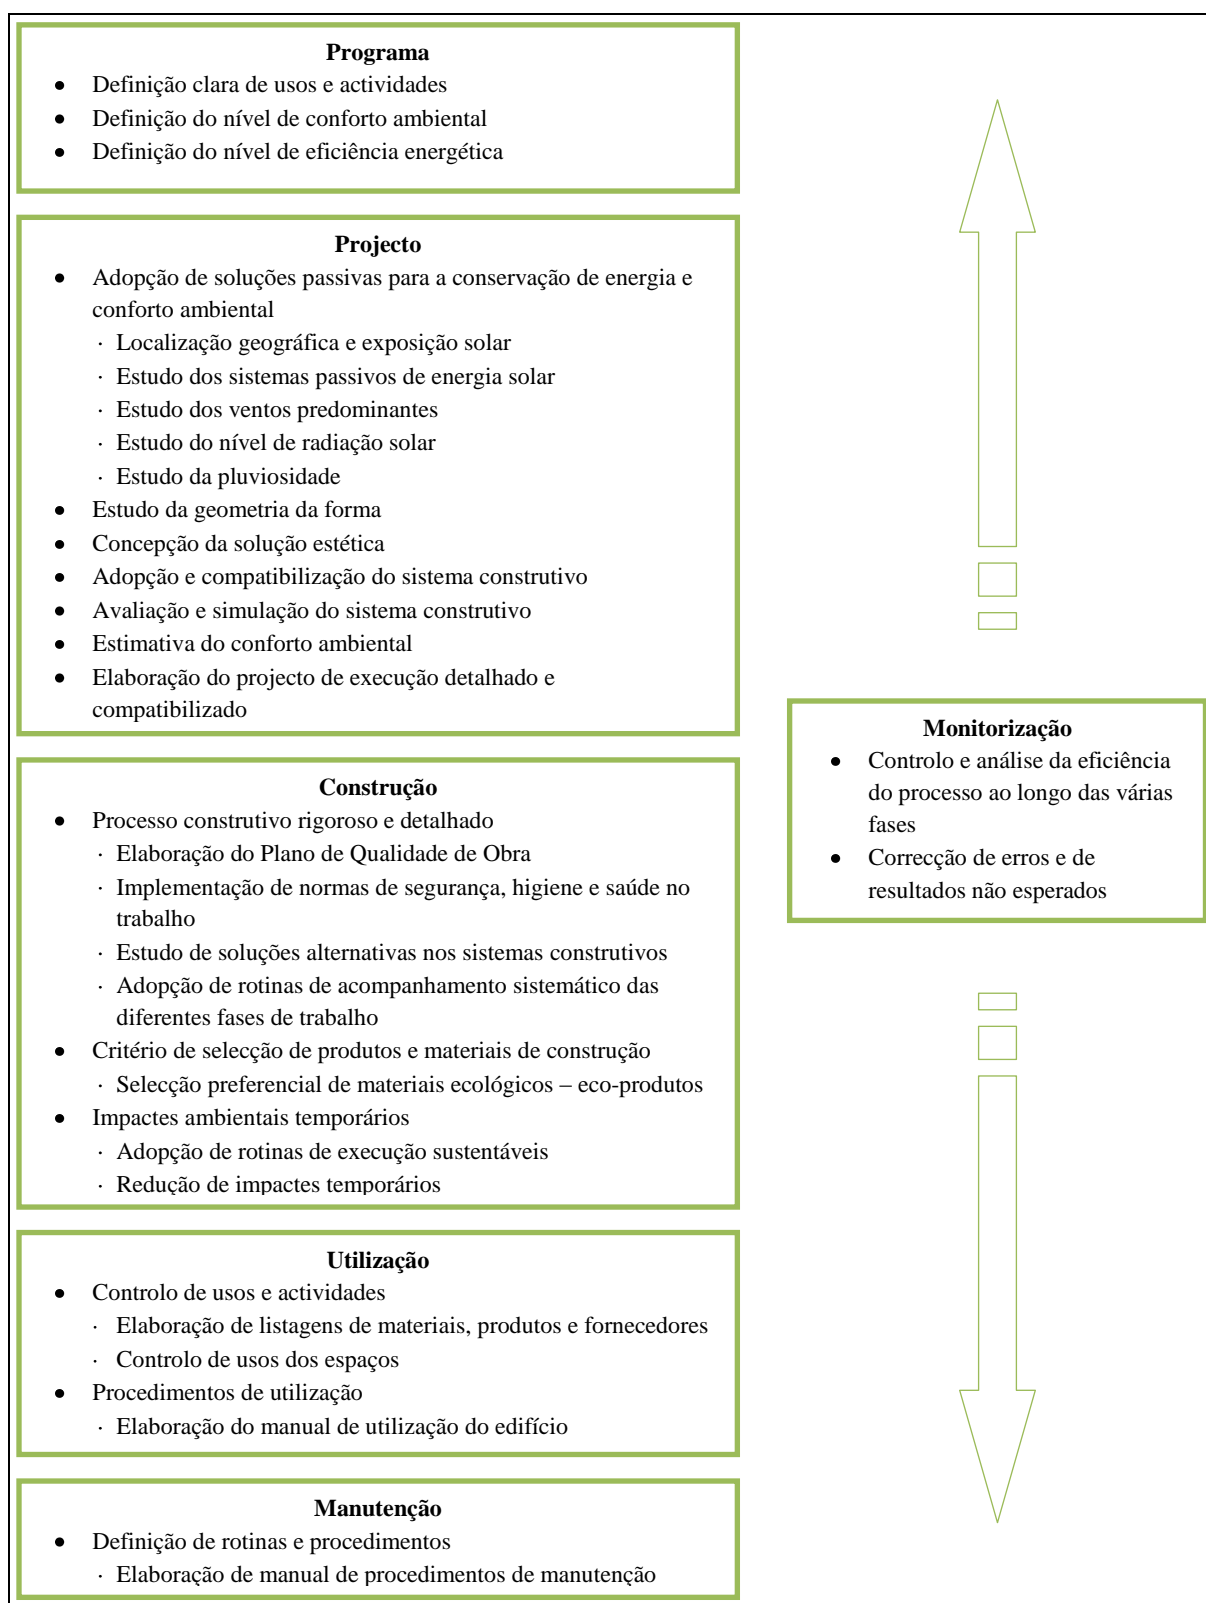 Programa
• Definição clara de usos e actividades
• Definição do nível de conforto ambiental
• Definição do nível de eficiência energética
Projecto
• Adopção de soluções passivas para a conservação de energia e
conforto ambiental
· Localização geográfica e exposição solar
· Estudo dos sistemas passivos de energia solar
· Estudo dos ventos predominantes
· Estudo do nível de radiação solar
· Estudo da pluviosidade
• Estudo da geometria da forma
• Concepção da solução estética
• Adopção e compatibilização do sistema construtivo
• Avaliação e simulação do sistema construtivo
• Estimativa do conforto ambiental
• Elaboração do projecto de execução detalhado e
compatibilizado
Construção
• Processo construtivo rigoroso e detalhado
· Elaboração do Plano de Qualidade de Obra
· Implementação de normas de segurança, higiene e saúde no
trabalho
· Estudo de soluções alternativas nos sistemas construtivos
· Adopção de rotinas de acompanhamento sistemático das
diferentes fases de trabalho
• Critério de selecção de produtos e materiais de construção
· Selecção preferencial de materiais ecológicos – eco-produtos
• Impactes ambientais temporários
· Adopção de rotinas de execução sustentáveis
· Redução de impactes temporários
Utilização
• Controlo de usos e actividades
· Elaboração de listagens de materiais, produtos e fornecedores
· Controlo de usos dos espaços
• Procedimentos de utilização
· Elaboração do manual de utilização do edifício
Manutenção
• Definição de rotinas e procedimentos
· Elaboração de manual de procedimentos de manutenção
Monitorização
• Controlo e análise da eficiência
do processo ao longo das várias
fases
• Correcção de erros e de
resultados não esperados